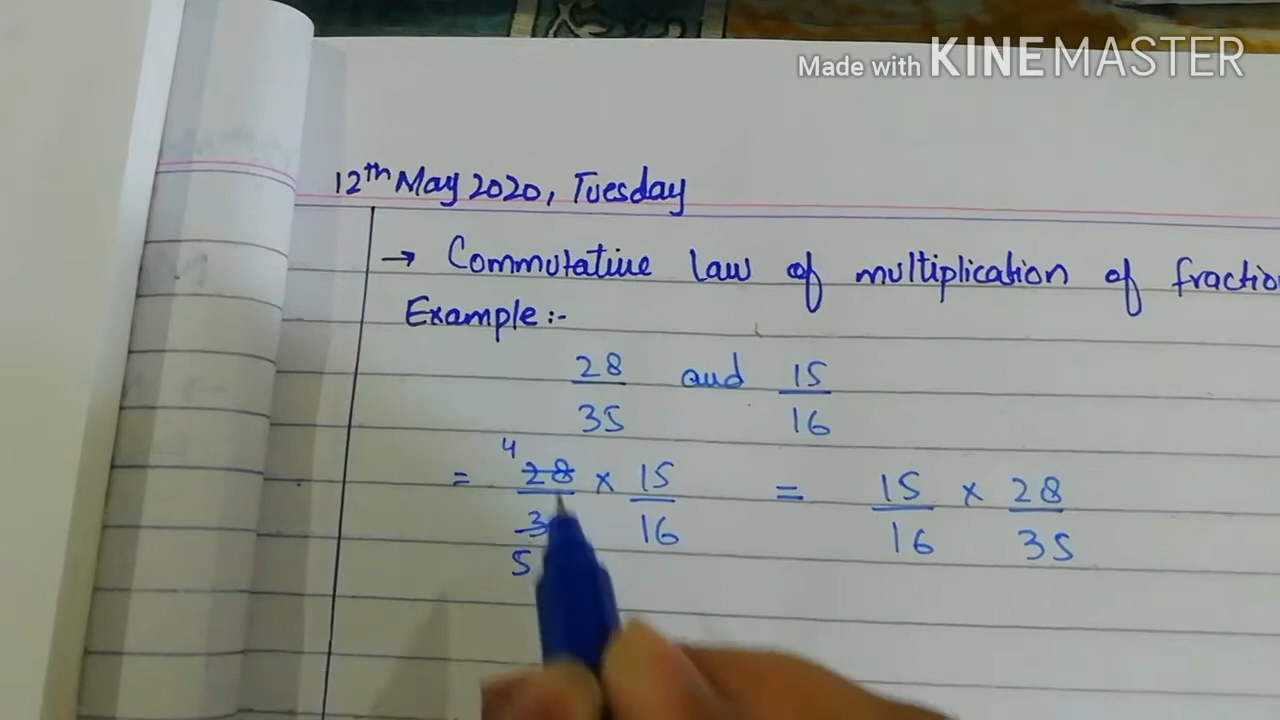 Made with KINEMASTER
12th May 2020, Tuesday
→ Commutative law of multiplication of fractio
Example:-
28/35 and 15/16
4
= 28/3 × 15/16 = 15/16 × 28/35
5